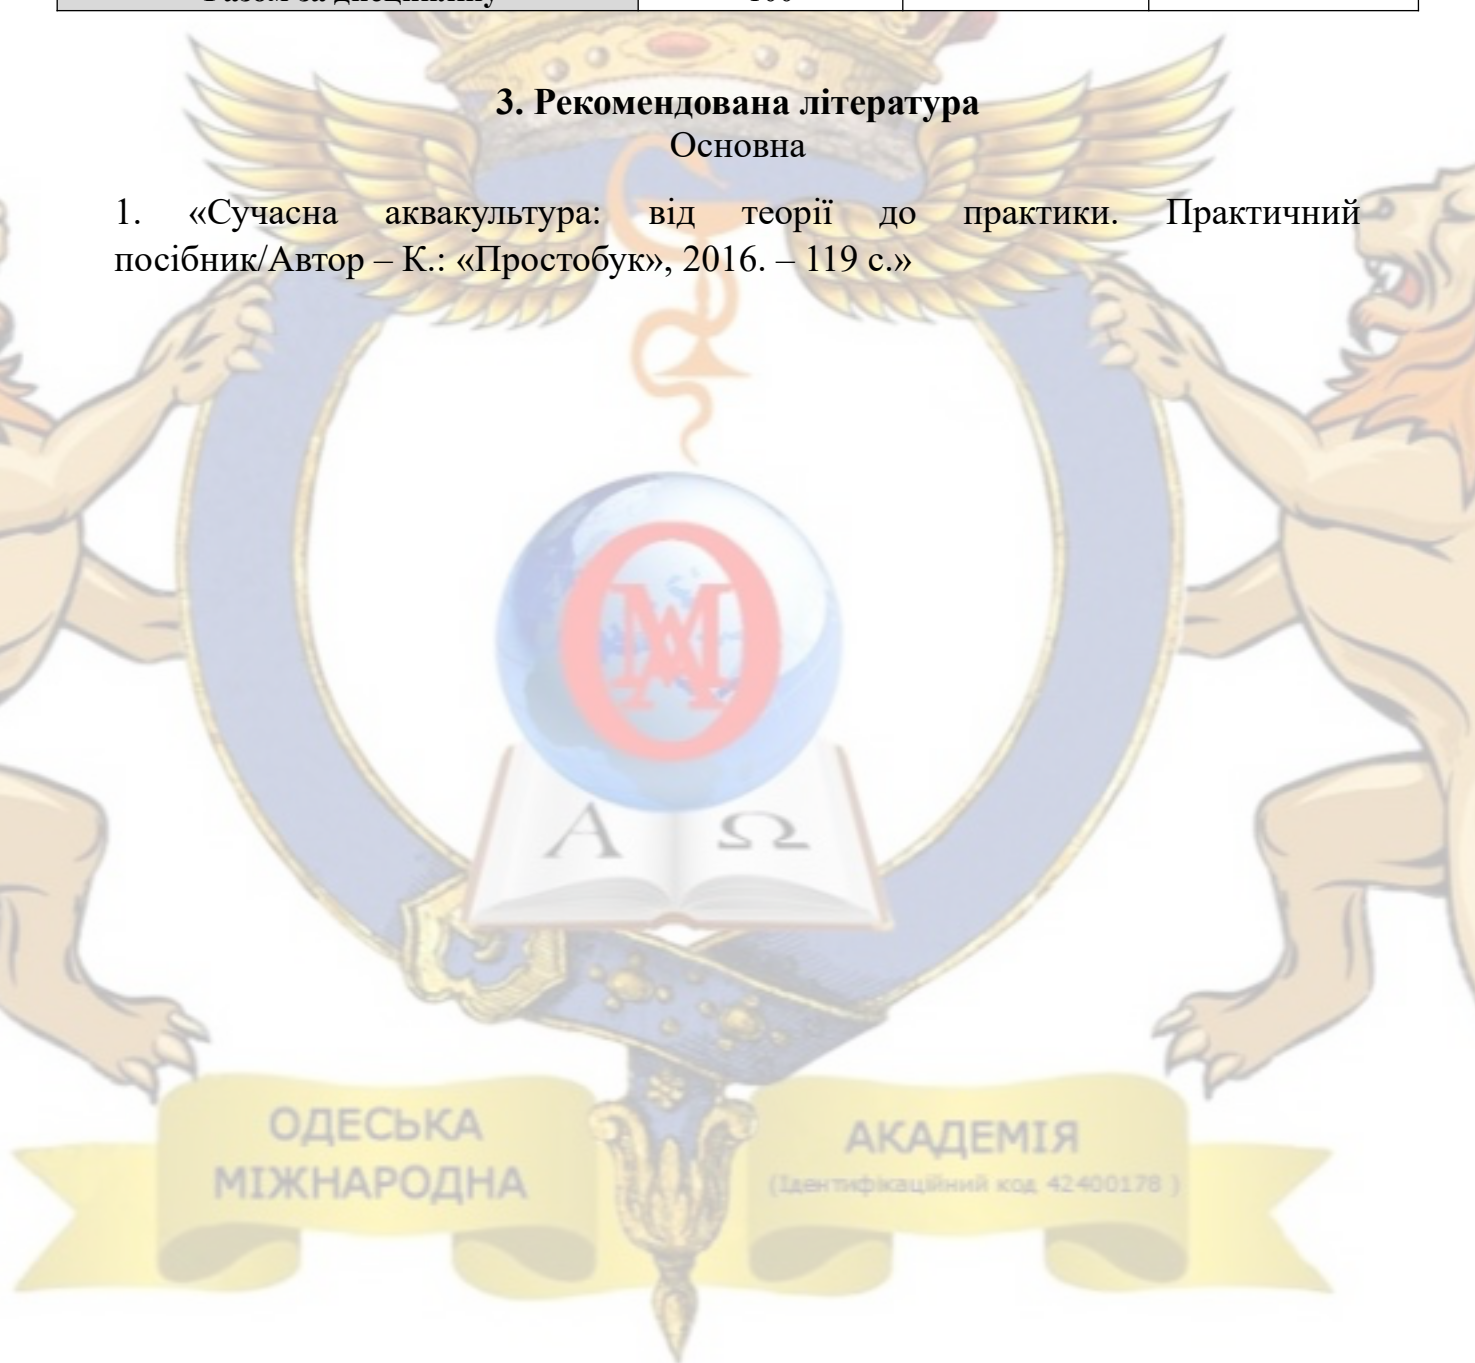 3. Рекомендована література
Основна
1. «Сучасна аквакультура: від теорії до практики. Практичний
посібник/Автор – К.: «Простобук», 2016. – 119 с.»
А Ω
ОДЕСЬКА
МІЖНАРОДНА
АКАДЕМІЯ
(Ідентифікаційний код 42400178 )